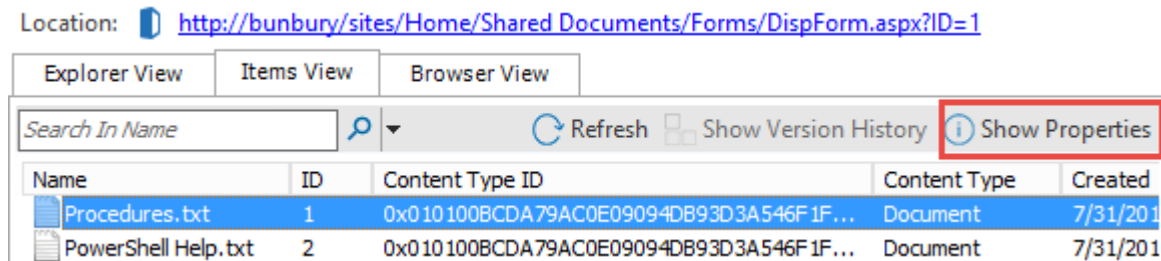 Location: http://bunbury/sites/Home/Shared Documents/Forms/DispForm.aspx?ID=1
Explorer View Items View Browser View
Search In Name Refresh Show Version History Show Properties
Name ID Content Type ID Content Type Created
Procedures.txt 1 0x010100BCDA79AC0E09094DB93D3A546F1F... Document 7/31/201
PowerShell Help.txt 2 0x010100BCDA79AC0E09094DB93D3A546F1F... Document 7/31/201